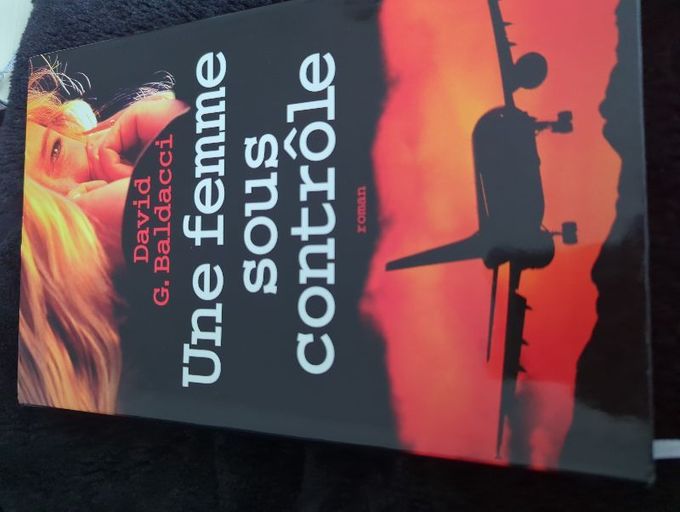 David
G. Baldacci
Une femme
sous
contrôle
roman